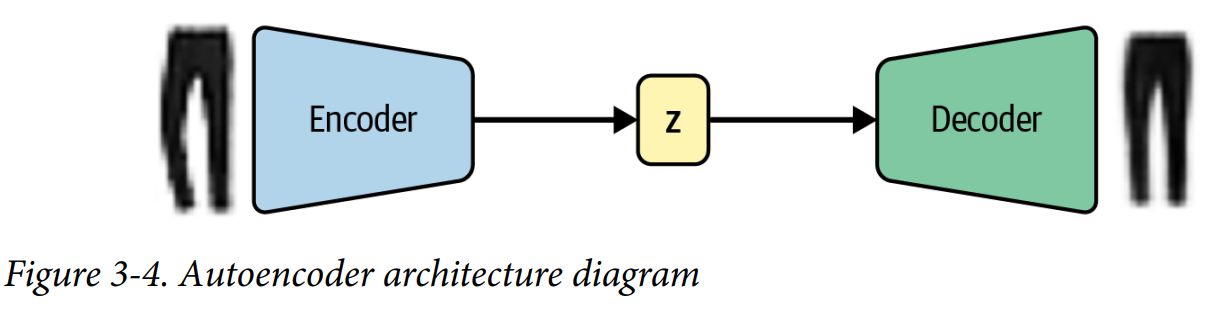 Encoder
z
Decoder
Figure 3-4. Autoencoder architecture diagram